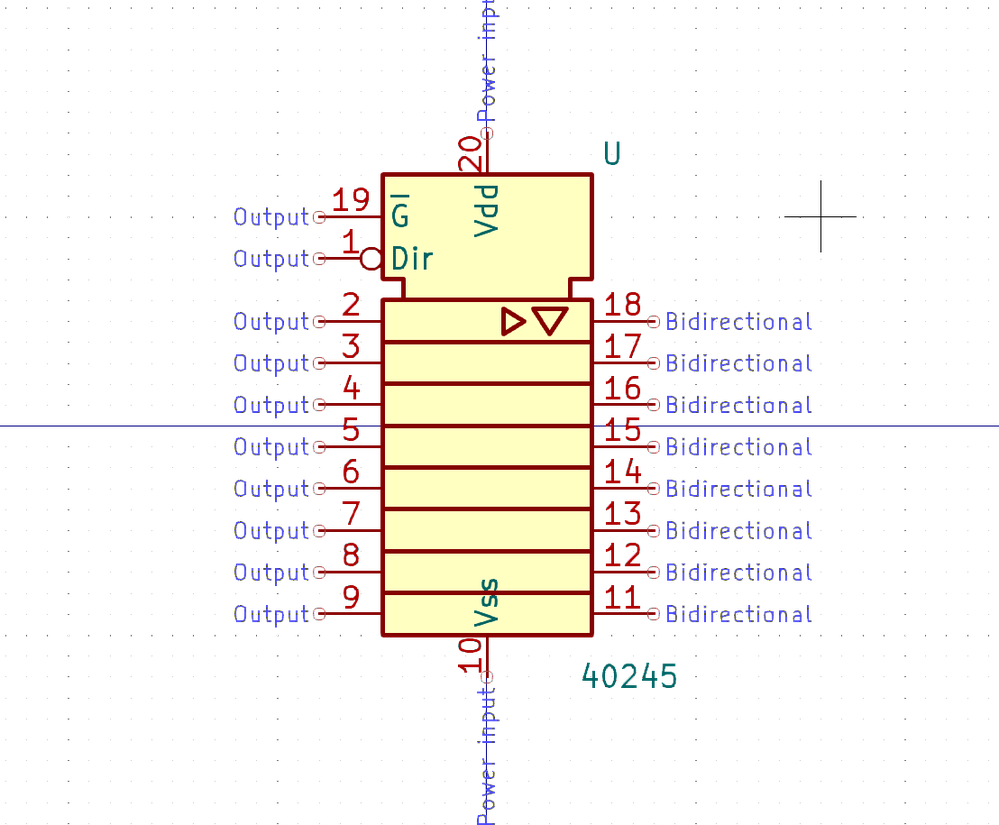 Power inpu
20
U
Vdd
Output 19 G
Output 1 Dir
Output 2 18 Bidirectional
Output 3 17 Bidirectional
Output 4 16 Bidirectional
Output 5 15 Bidirectional
Output 6 14 Bidirectional
Output 7 13 Bidirectional
Output 8 12 Bidirectional
Output 9 11 Bidirectional
Vss
10
40245
Power input